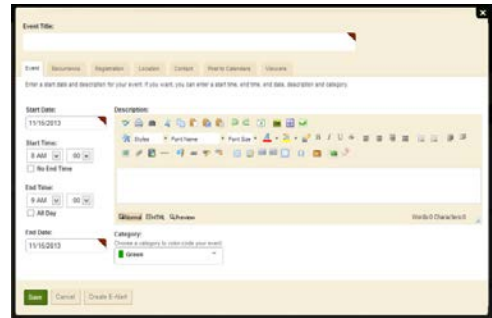 Event Title:
Event Recurrence Registration Location Contact Post to Calendars Viewers
Enter a start date and description for your event. If you want, you can enter a start time, end time, end date, description and category.
Start Date: Description:
11/16/2013
Styles Font Name Font Size
Start Time:
8 AM :00
No End Time
End Time:
9 AM :00
All Day
Normal HTML Preview Words:0 Characters:0
End Date: Category:
11/16/2013 Choose a category to color code your event
Green
Save Cancel Create E-Alert